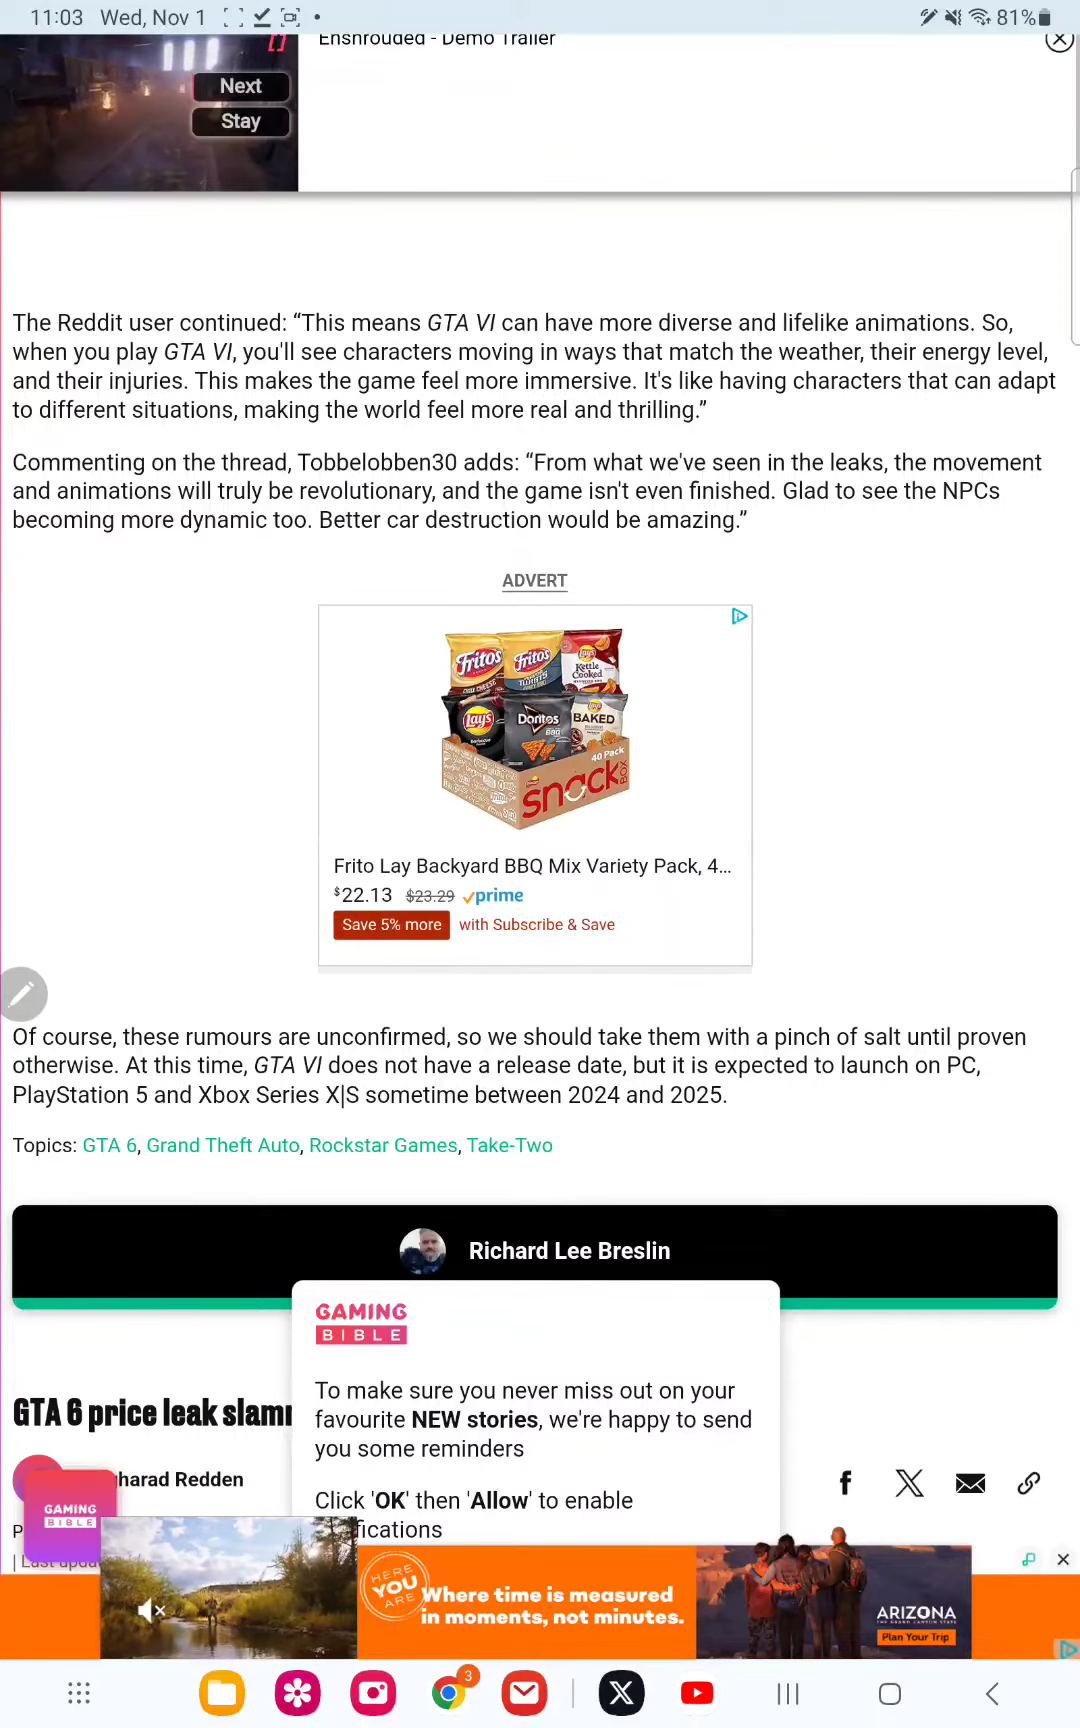 11:03 Wed, Nov 1
81%
Enshrouded - Demo Trailer
Next
Stay
The Reddit user continued: “This means GTA VI can have more diverse and lifelike animations. So,
when you play GTA VI, you'll see characters moving in ways that match the weather, their energy level,
and their injuries. This makes the game feel more immersive. It's like having characters that can adapt
to different situations, making the world feel more real and thrilling.”
Commenting on the thread, Tobbelobben30 adds: “From what we've seen in the leaks, the movement
and animations will truly be revolutionary, and the game isn't even finished. Glad to see the NPCs
becoming more dynamic too. Better car destruction would be amazing.”
ADVERT
Fritos
Fritos
Lay's
Kettle
Cooked
Chili Cheese
Twists
Lay's
Doritos
BBQ
BAKED
40 Pack
snack
BOX
Frito Lay Backyard BBQ Mix Variety Pack, 4...
$22.13 $23.29 prime
Save 5% more with Subscribe & Save
Of course, these rumours are unconfirmed, so we should take them with a pinch of salt until proven
otherwise. At this time, GTA VI does not have a release date, but it is expected to launch on PC,
PlayStation 5 and Xbox Series X|S sometime between 2024 and 2025.
Topics: GTA 6, Grand Theft Auto, Rockstar Games, Take-Two
Richard Lee Breslin
GAMING
BIBLE
To make sure you never miss out on your
favourite NEW stories, we're happy to send
you some reminders
Click 'OK' then 'Allow' to enable
fications
GTA 6 price leak slam
harad Redden
GAMING
BIBLE
P
| Last upda
HERE
YOU
ARE
Where time is measured
in moments, not minutes.
ARIZONA
THE GRAND CANYON STATE
Plan Your Trip
3